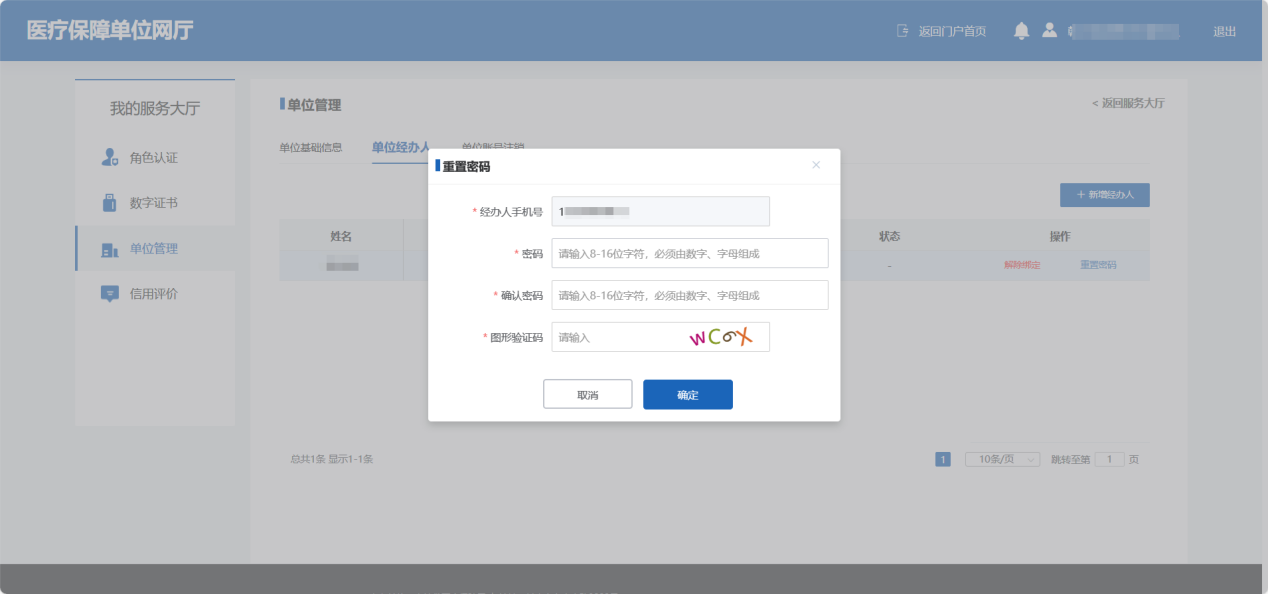 医疗保障单位网厅
返回门户首页
退出
我的服务大厅
角色认证
数字证书
单位管理
信用评价
单位管理
< 返回服务大厅
单位基础信息 单位经办人 单位账号注销
+ 新增经办人
姓名 状态 操作
- 解除绑定 重置密码
重置密码
×
* 经办人手机号 1
* 密码 请输入8-16位字符，必须由数字、字母组成
* 确认密码 请输入8-16位字符，必须由数字、字母组成
* 图形验证码 请输入
取消 确定
总共1条 显示1-1条
1 10条/页 跳转至第 1 页